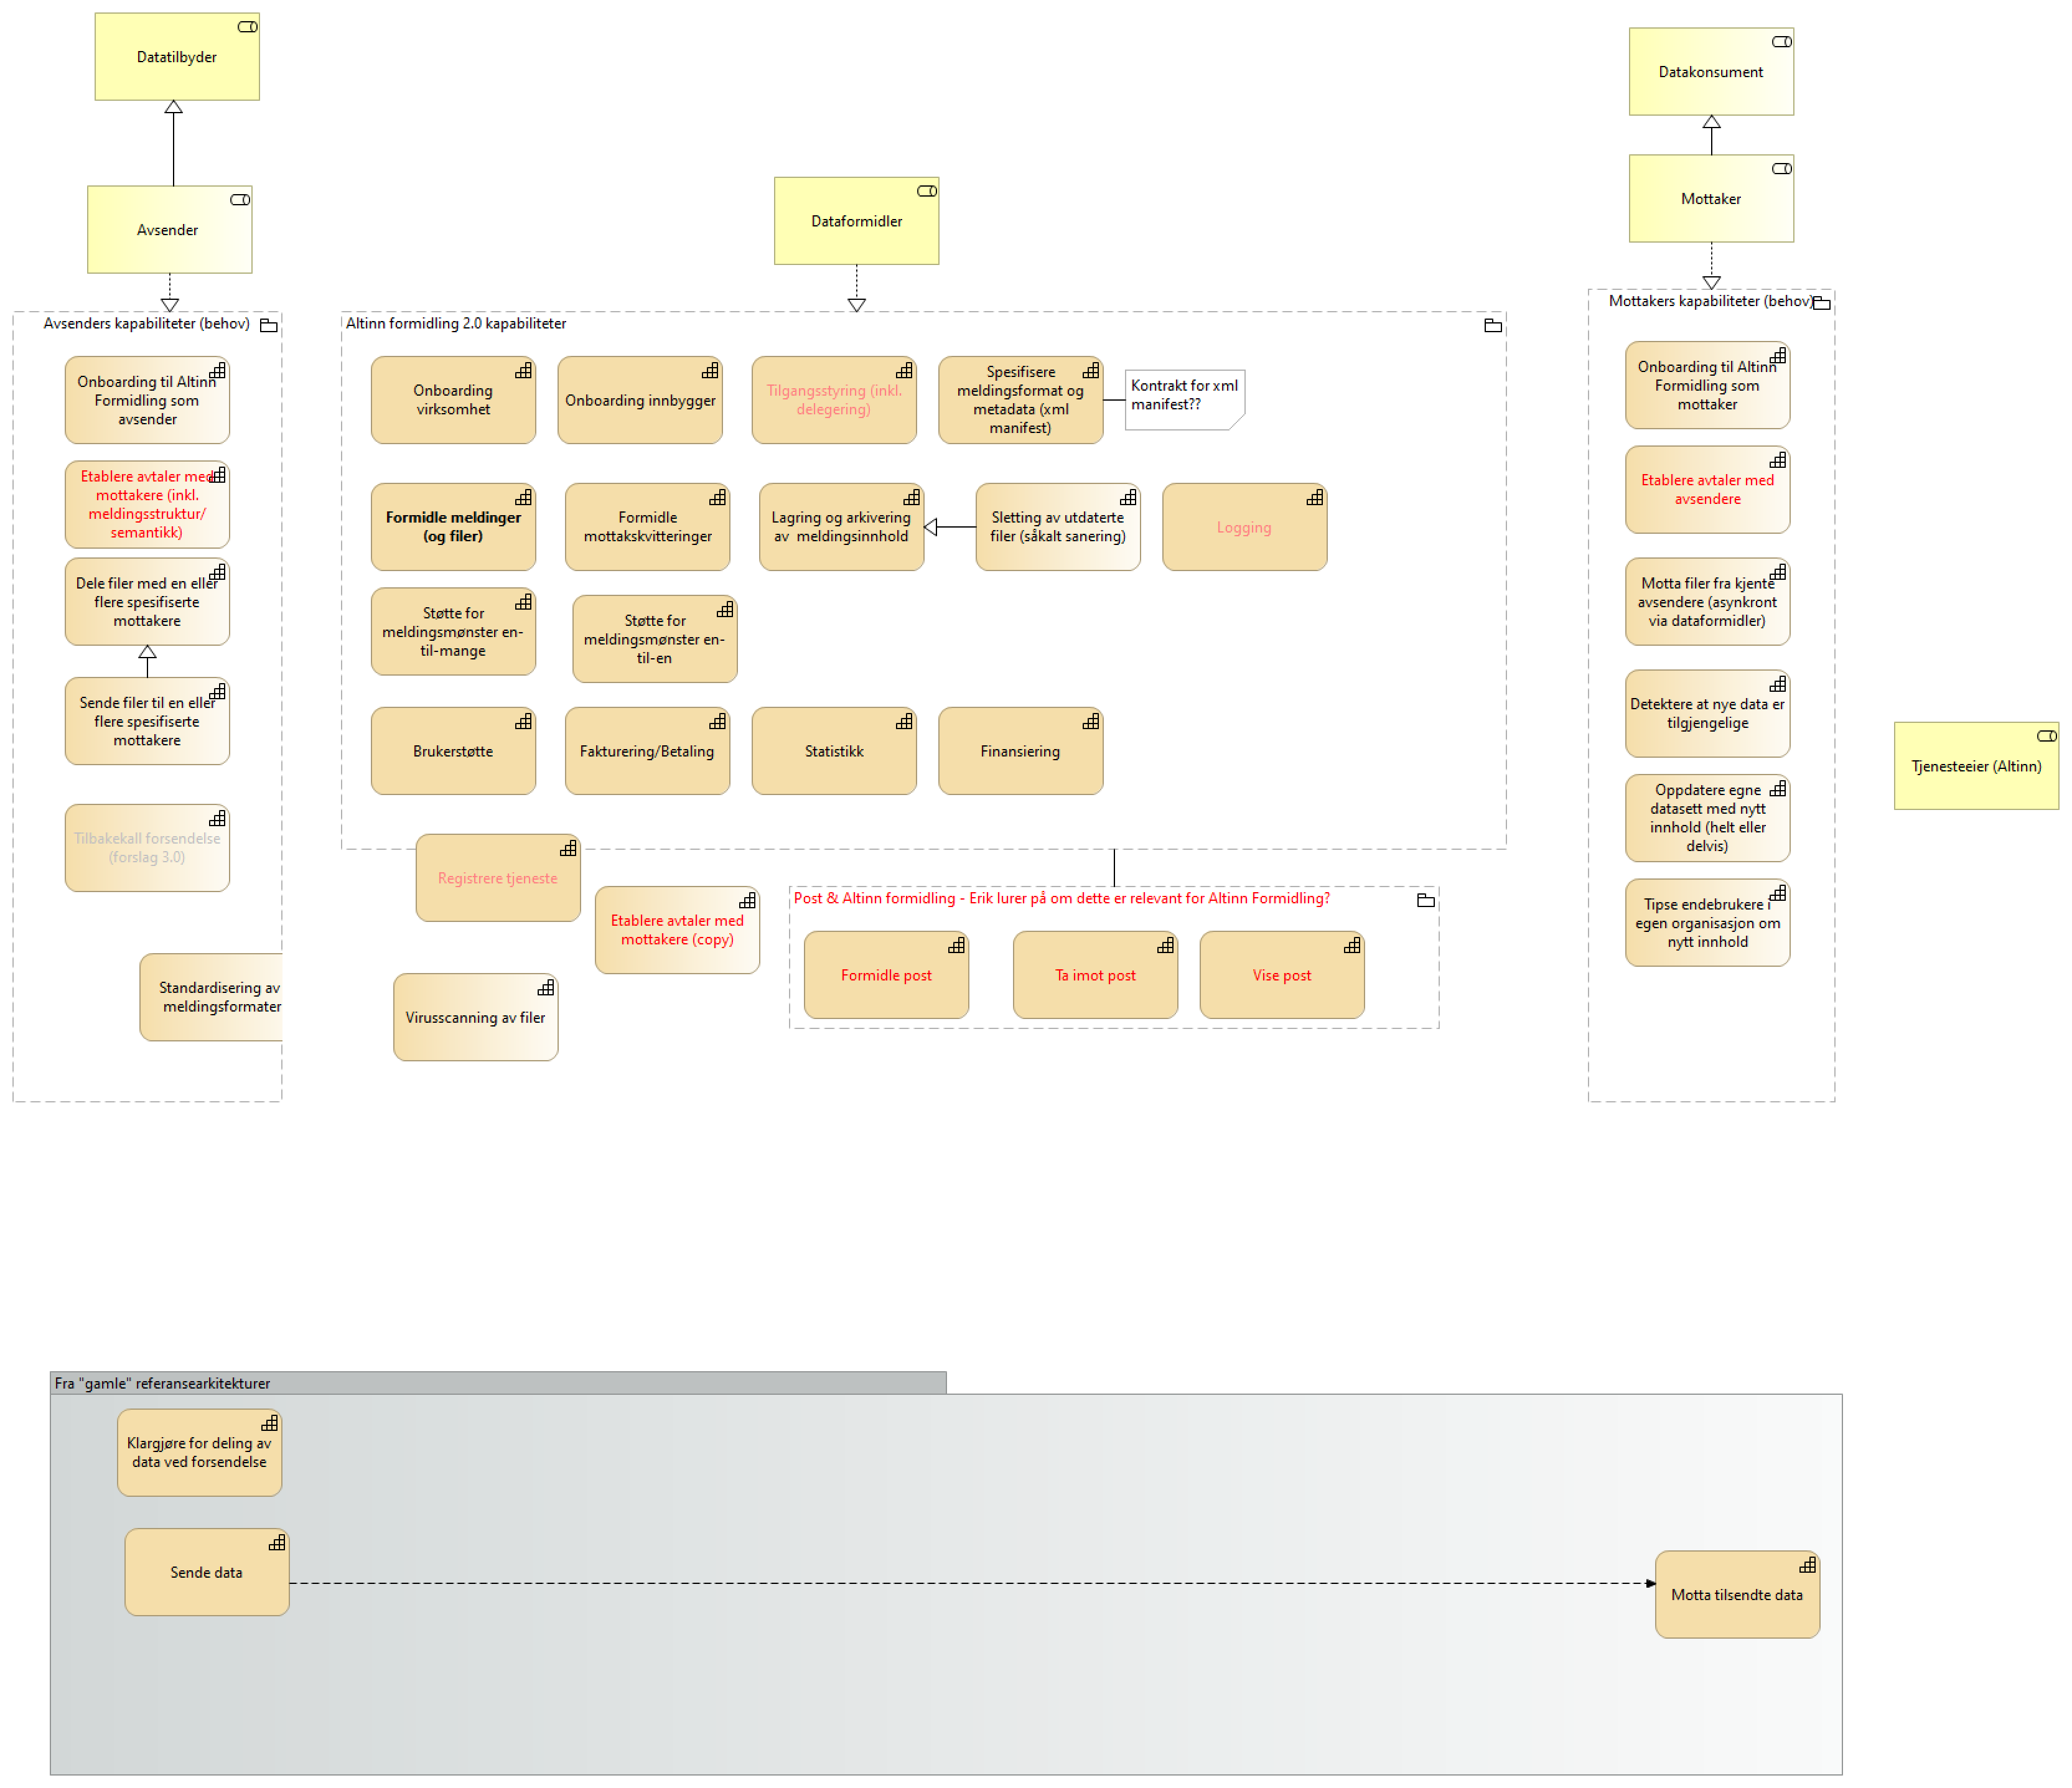 Datatilbyder
Datakonsument
Avsender
Dataformidler
Mottaker
Avsenders kapabiliteter (behov)
Onboarding til Altinn
Formidling som
avsender
Etablere avtaler med
mottakere (inkl.
meldingsstruktur/
semantikk)
Dele filer med en eller
flere spesifiserte
mottakere
Sende filer til en eller
flere spesifiserte
mottakere
Tilbakekall forsendelse
(forslag 3.0)
Standardisering av
meldingsformater
Altinn formidling 2.0 kapabiliteter
Onboarding
virksomhet
Onboarding innbygger
Tilgangsstyring (inkl.
delegering)
Spesifisere
meldingsformat og
metadata (xml
manifest)
Kontrakt for xml
manifest??
Formidle meldinger
(og filer)
Formidle
mottakskvitteringer
Lagring og arkivering
av meldingsinnhold
Sletting av utdaterte
filer (såkalt sanering)
Logging
Støtte for
meldingsmønster en-
til-mange
Støtte for
meldingsmønster en-
til-en
Brukerstøtte
Fakturering/Betaling
Statistikk
Finansiering
Registrere tjeneste
Etablere avtaler med
mottakere (copy)
Virusscanning av filer
Post & Altinn formidling - Erik lurer på om dette er relevant for Altinn Formidling?
Formidle post
Ta imot post
Vise post
Mottakers kapabiliteter (behov)
Onboarding til Altinn
Formidling som
mottaker
Etablere avtaler med
avsendere
Motta filer fra kjente
avsendere (asynkront
via dataformidler)
Detektere at nye data er
tilgjengelige
Oppdatere egne
datasett med nytt
innhold (helt eller
delvis)
Tipse endebrukere i
egen organisasjon om
nytt innhold
Tjenesteeier (Altinn)
Fra "gamle" referansearkitekturer
Klargjøre for deling av
data ved forsendelse
Sende data
Motta tilsendte data